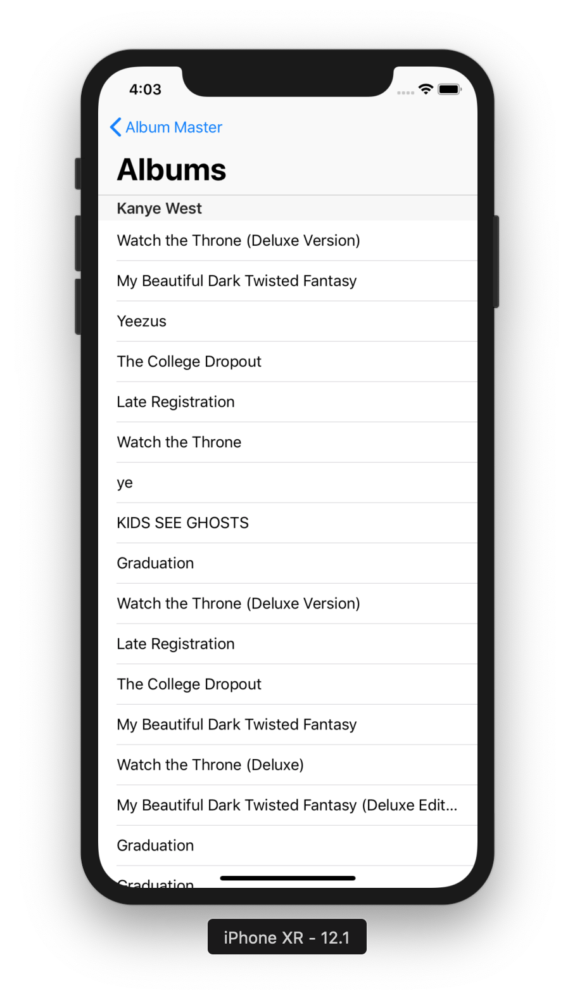 4:03
Album Master
Albums
Kanye West
Watch the Throne (Deluxe Version)
My Beautiful Dark Twisted Fantasy
Yeezus
The College Dropout
Late Registration
Watch the Throne
ye
KIDS SEE GHOSTS
Graduation
Watch the Throne (Deluxe Version)
Late Registration
The College Dropout
My Beautiful Dark Twisted Fantasy
Watch the Throne (Deluxe)
My Beautiful Dark Twisted Fantasy (Deluxe Edit...
Graduation
Graduation
iPhone XR - 12.1